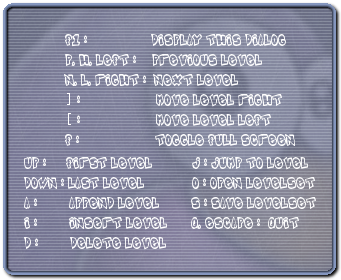 F1 : DISPLAY THIS DIALOG
P, H, LEFT : PREVIOUS LEVEL
N, L, RIGHT : NEXT LEVEL
] : MOVE LEVEL RIGHT
[ : MOVE LEVEL LEFT
F : TOGGLE FULL SCREEN
UP : FIRST LEVEL J : JUMP TO LEVEL
DOWN : LAST LEVEL O : OPEN LEVELSET
A : APPEND LEVEL S : SAVE LEVELSET
I : INSERT LEVEL Q, ESCAPE : QUIT
D : DELETE LEVEL